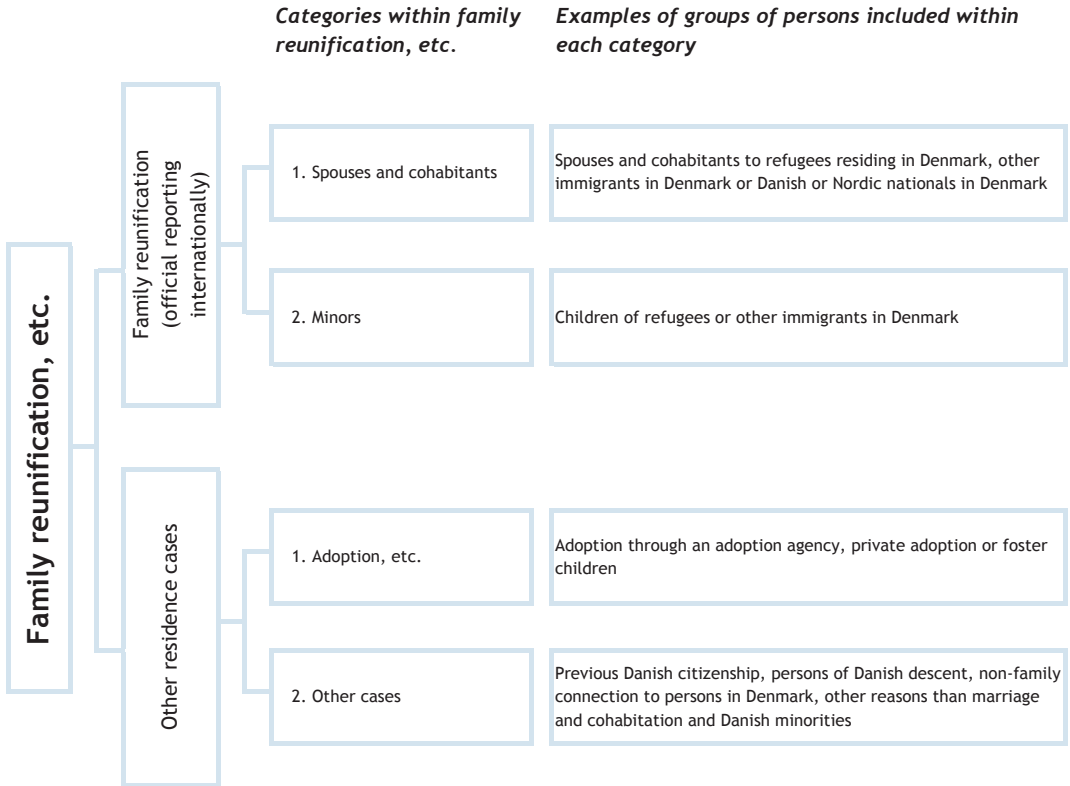 Categories within family
reunification, etc.
Examples of groups of persons included within
each category
Family reunification, etc.
Family reunification
(official reporting
internationally)
1. Spouses and cohabitants
Spouses and cohabitants to refugees residing in Denmark, other
immigrants in Denmark or Danish or Nordic nationals in Denmark
2. Minors
Children of refugees or other immigrants in Denmark
Other residence cases
1. Adoption, etc.
Adoption through an adoption agency, private adoption or foster
children
2. Other cases
Previous Danish citizenship, persons of Danish descent, non-family
connection to persons in Denmark, other reasons than marriage
and cohabitation and Danish minorities